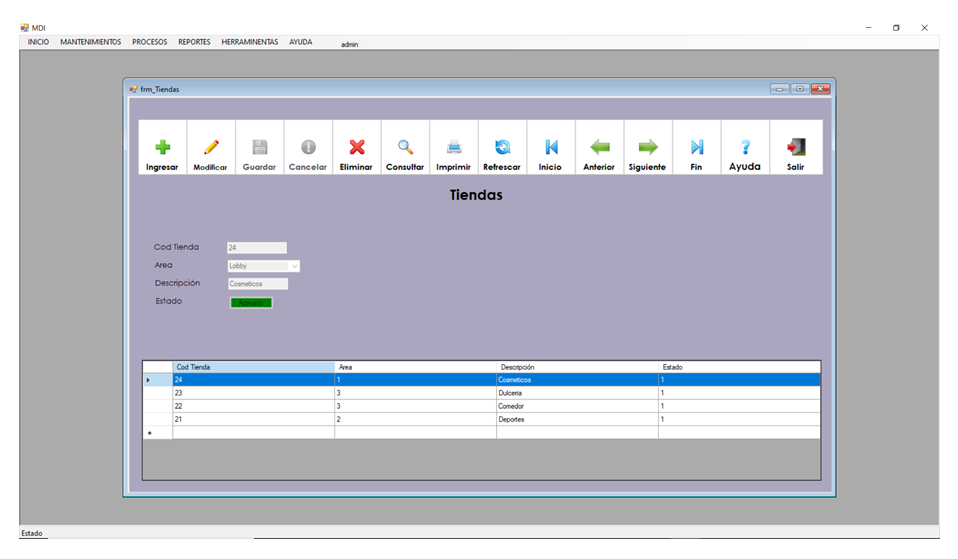 MDI
INICIO MANTENIMIENTOS PROCESOS REPORTES HERRAMINENTAS AYUDA admin
frm_Tiendas
Ingresar Modificar Guardar Cancelar Eliminar Consultar Imprimir Refrescar Inicio Anterior Siguiente Fin Ayuda Salir
Tiendas
Cod Tienda 24
Area Lobby
Descripción Cosmeticos
Estado Activado
Cod Tienda Area Descripción Estado
24 1 Cosmeticos 1
23 3 Dulceria 1
22 3 Comedor 1
21 2 Deportes 1
Estado